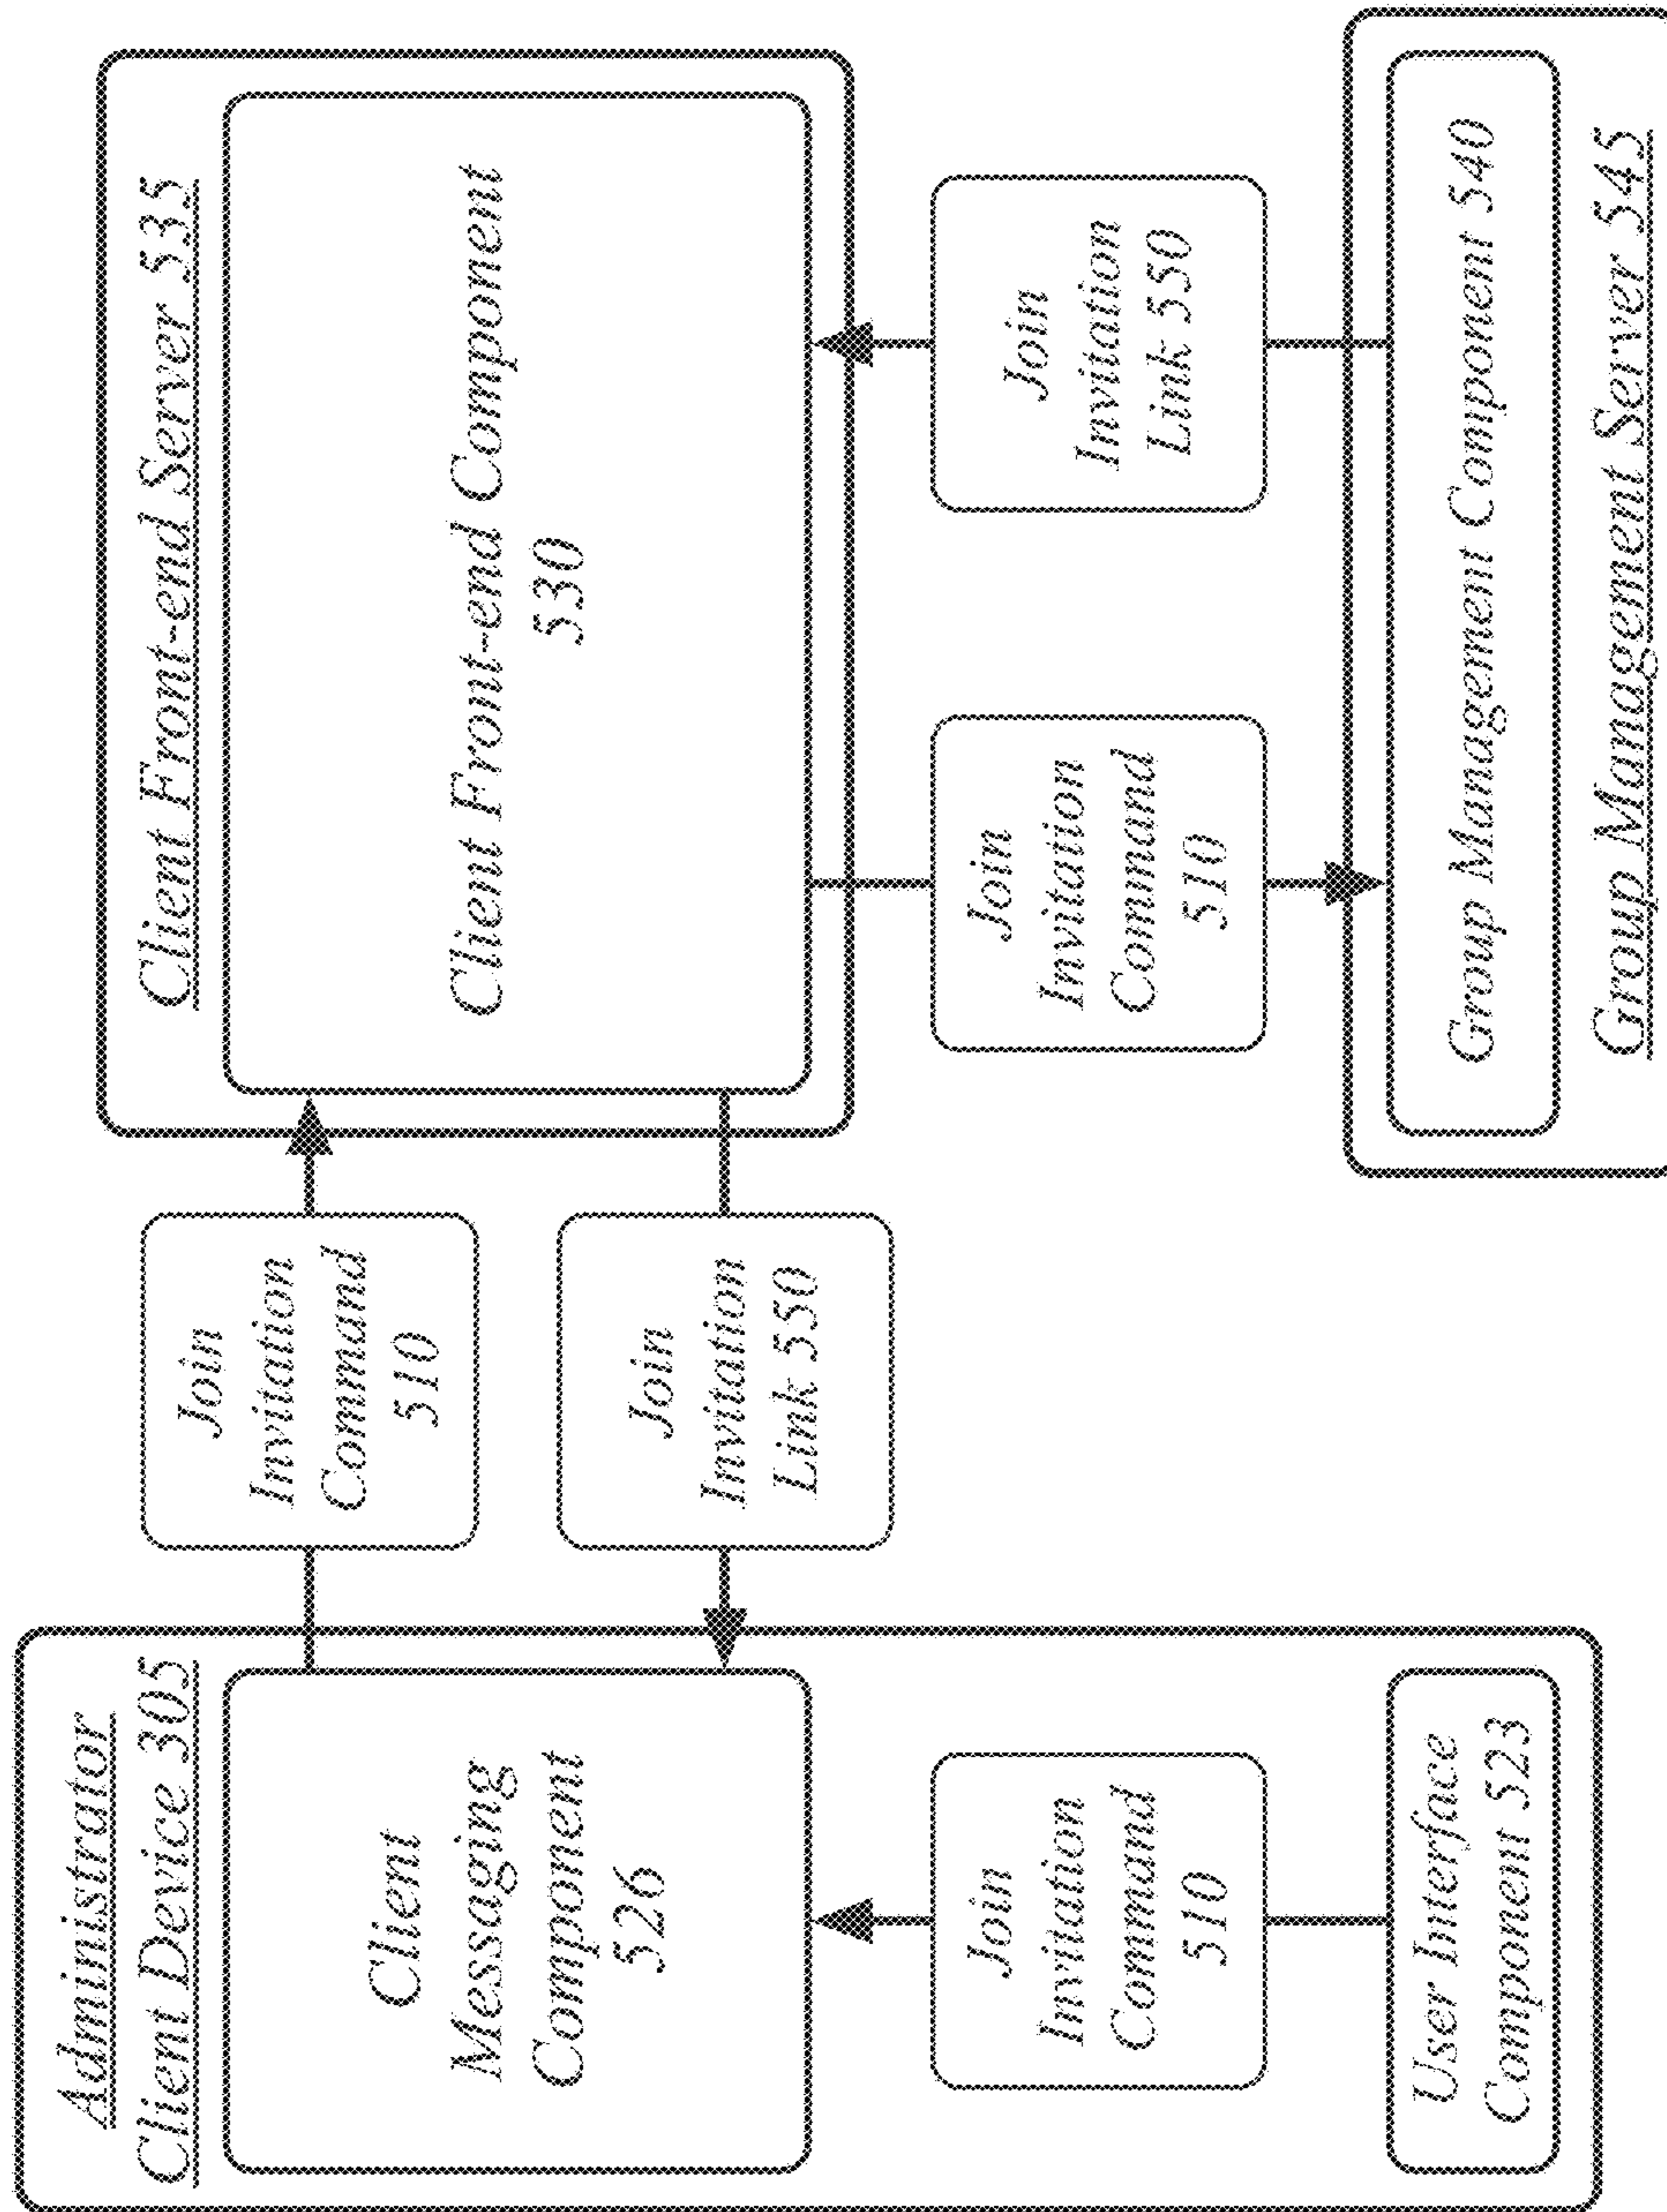 Administrator
Client Device 305
Client
Messaging
Component
526
Join
Invitation
Command
510
User Interface
Component 523
Join
Invitation
Command
510
Join
Invitation
Link 550
Client Front-end Server 535
Client Front-end Component
530
Join
Invitation
Command
510
Join
Invitation
Link 550
Group Management Component 540
Group Management Server 545